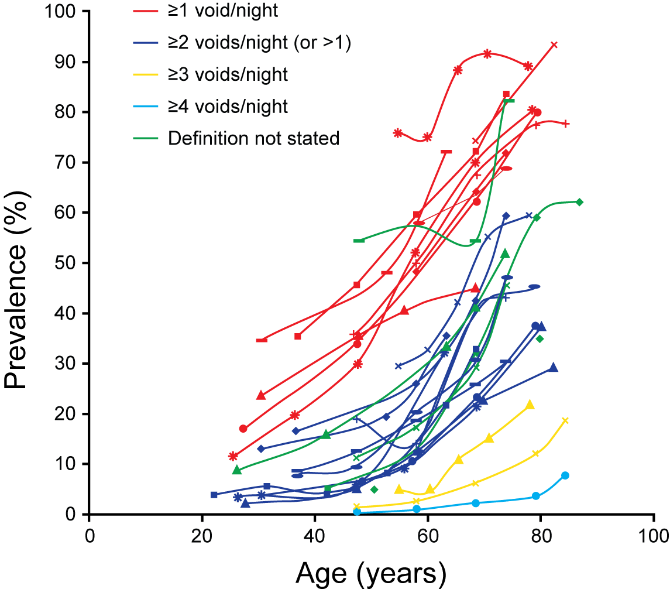 100
90
80
70
60
50
40
30
20
10
0
Prevalence (%)
≥1 void/night
≥2 voids/night (or >1)
≥3 voids/night
≥4 voids/night
Definition not stated
0 20 40 60 80 100
Age (years)